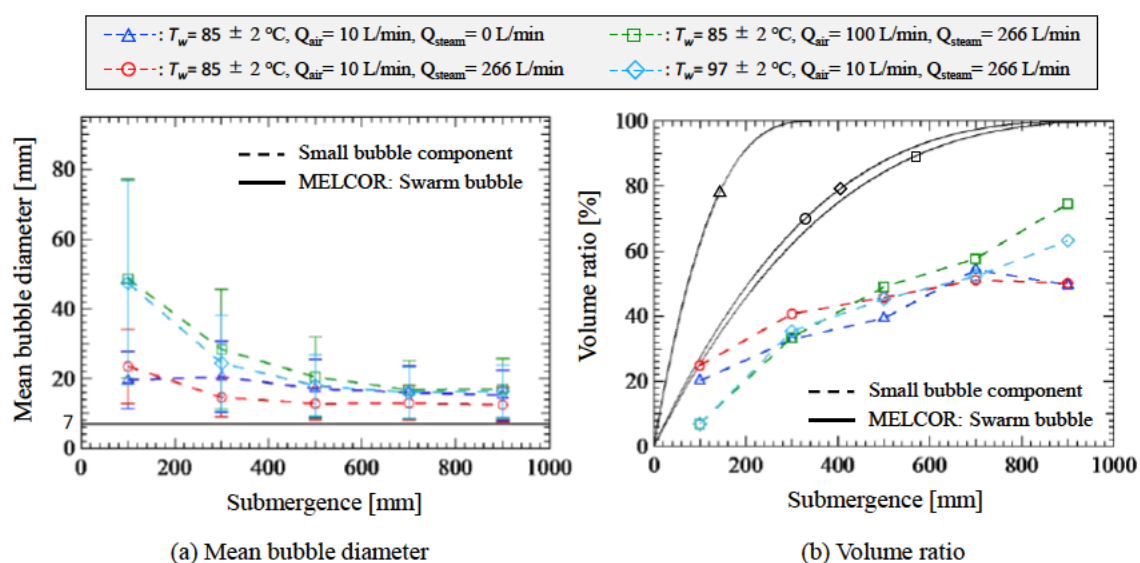 : Tw= 85 ± 2 °C, Qair= 10 L/min, Qsteam= 0 L/min
: Tw= 85 ± 2 °C, Qair= 100 L/min, Qsteam= 266 L/min
: Tw= 85 ± 2 °C, Qair= 10 L/min, Qsteam= 266 L/min
: Tw= 97 ± 2 °C, Qair= 10 L/min, Qsteam= 266 L/min
Mean bubble diameter [mm]
80
60
40
20
7
0
Small bubble component
MELCOR: Swarm bubble
0 200 400 600 800 1000
Submergence [mm]
(a) Mean bubble diameter
Volume ratio [%]
100
80
60
40
20
0
Small bubble component
MELCOR: Swarm bubble
0 200 400 600 800 1000
Submergence [mm]
(b) Volume ratio